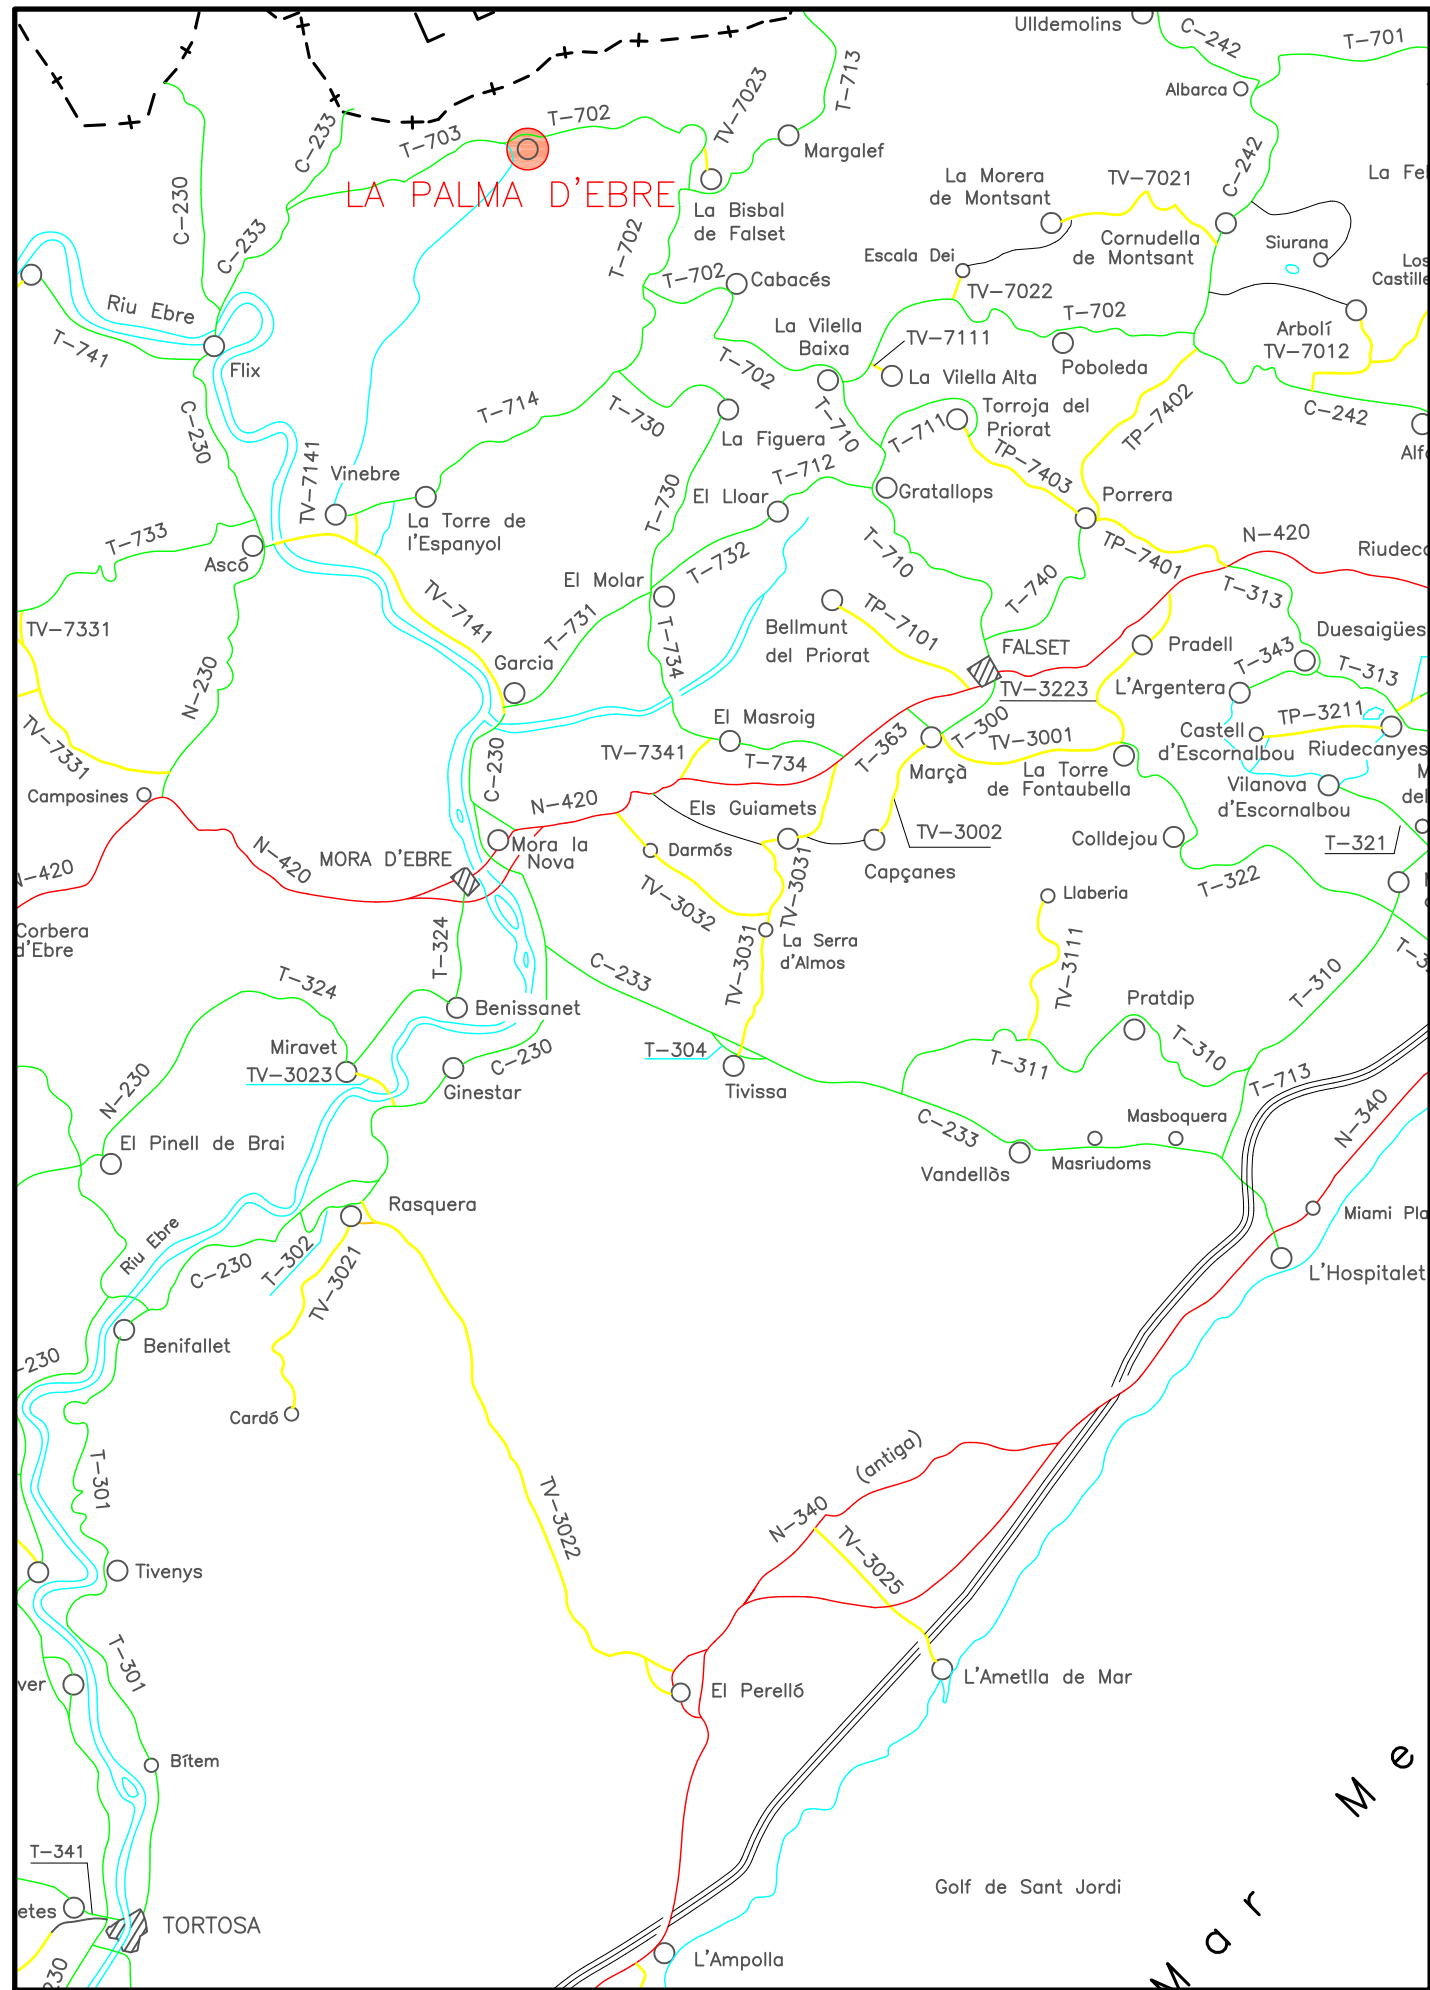 Ulldemolins
C-242
T-701
Albarca
T-713
TV-7023
T-702
T-703
C-233
Margalef
C-242
LA PALMA D'EBRE
La Morera
de Montsant
TV-7021
C-230
La Bisbal
de Falset
C-233
T-702
Escala Dei
Cornudella
de Montsant
Siurana
T-702
Cabacés
TV-7022
T-702
Riu Ebre
T-741
Flix
La Vilella
Baixa
TV-7111
La Vilella Alta
Poboleda
Arbolí
TV-7012
T-702
C-242
TP-7402
C-230
T-714
T-730
La Figuera
T-710
T-711
Torroja del
Priorat
TV-7141
Vinebre
TP-7403
T-712
Gratallops
Porrera
La Torre de
l'Espanyol
El Lloar
T-730
T-733
Ascó
T-732
T-710
TP-7401
N-420
T-740
T-313
El Molar
TV-7331
TV-7141
T-731
Bellmunt
del Priorat
TP-7101
FALSET
Pradell
Duesaigües
Garcia
T-734
N-230
TV-3223
L'Argentera
T-343
T-313
TV-7331
El Masroig
TV-7341
T-734
T-363
T-300
TV-3001
Castell
d'Escornalbou
TP-3211
Riudecanyes
Camposines
C-230
N-420
Els Guiamets
Marçà
La Torre
de Fontaubella
Vilanova
d'Escornalbou
N-420
MORA D'EBRE
Mora la
Nova
Darmós
TV-3031
Capçanes
TV-3002
Colldejou
T-321
N-420
TV-3032
Llaberia
T-322
Corbera
d'Ebre
T-324
La Serra
d'Almos
TV-3031
TV-3111
T-324
C-233
T-310
Benissanet
Pratdip
Miravet
TV-3023
T-304
T-311
T-310
N-230
C-230
Ginestar
Tivissa
T-713
C-233
Masboquera
N-340
El Pinell de Brai
Vandellòs
Masriudoms
Rasquera
Riu Ebre
Miami Pla
C-230
T-302
TV-3021
L'Hospitalet
Benifallet
-230
Cardó
T-301
(antiga)
TV-3022
N-340
TV-3025
Tivenys
T-301
ver
El Perelló
L'Ametlla de Mar
Bítem
T-341
Golf de Sant Jordi
etes
TORTOSA
L'Ampolla
230
Mar Me